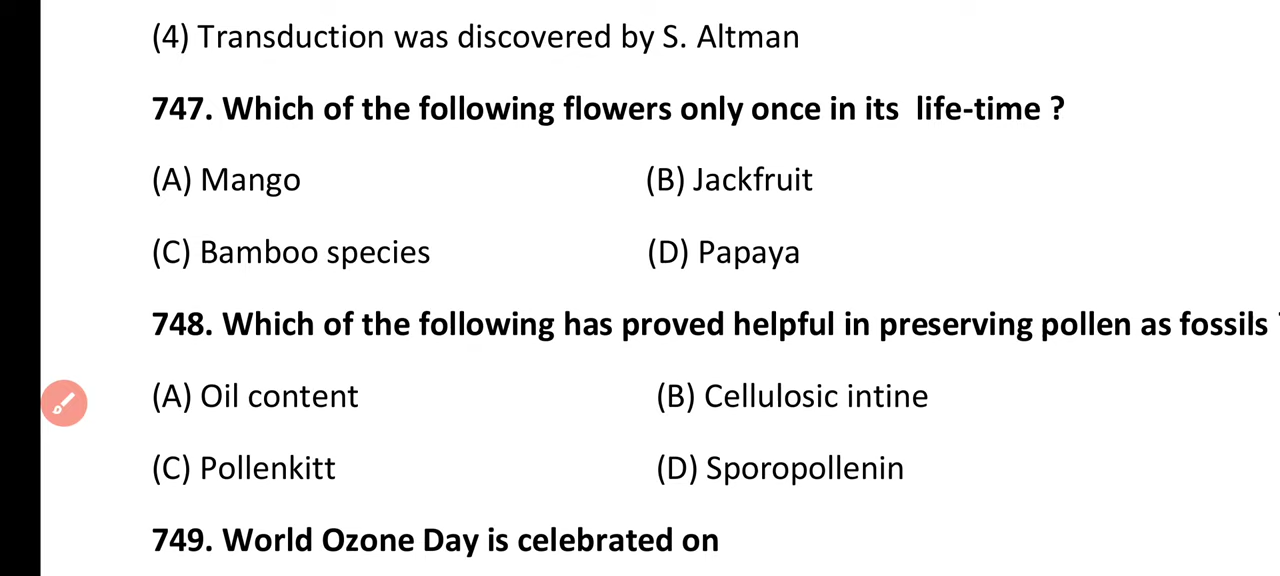 (4) Transduction was discovered by S. Altman
747. Which of the following flowers only once in its life-time ?
(A) Mango (B) Jackfruit
(C) Bamboo species (D) Papaya
748. Which of the following has proved helpful in preserving pollen as fossils ?
(A) Oil content (B) Cellulosic intine
(C) Pollenkitt (D) Sporopollenin
749. World Ozone Day is celebrated on